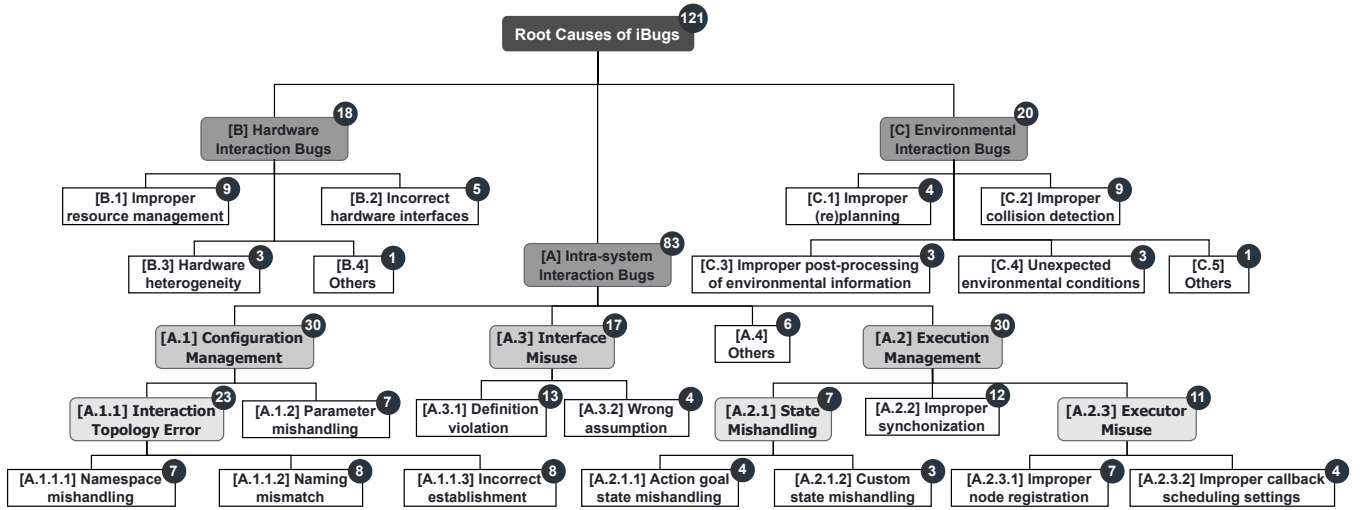 121
Root Causes of iBugs
18
[B] Hardware
Interaction Bugs
20
[C] Environmental
Interaction Bugs
9
[B.1] Improper
resource management
5
[B.2] Incorrect
hardware interfaces
4
[C.1] Improper
(re)planning
9
[C.2] Improper
collision detection
3
[B.3] Hardware
heterogeneity
1
[B.4]
Others
83
[A] Intra-system
Interaction Bugs
3
[C.3] Improper post-processing
of environmental information
3
[C.4] Unexpected
environmental conditions
1
[C.5]
Others
30
[A.1] Configuration
Management
17
[A.3] Interface
Misuse
6
[A.4]
Others
30
[A.2] Execution
Management
23
[A.1.1] Interaction
Topology Error
7
[A.1.2] Parameter
mishandling
13
[A.3.1] Definition
violation
4
[A.3.2] Wrong
assumption
7
[A.2.1] State
Mishandling
12
[A.2.2] Improper
synchonization
11
[A.2.3] Executor
Misuse
7
[A.1.1.1] Namespace
mishandling
8
[A.1.1.2] Naming
mismatch
8
[A.1.1.3] Incorrect
establishment
4
[A.2.1.1] Action goal
state mishandling
3
[A.2.1.2] Custom
state mishandling
7
[A.2.3.1] Improper
node registration
4
[A.2.3.2] Improper callback
scheduling settings